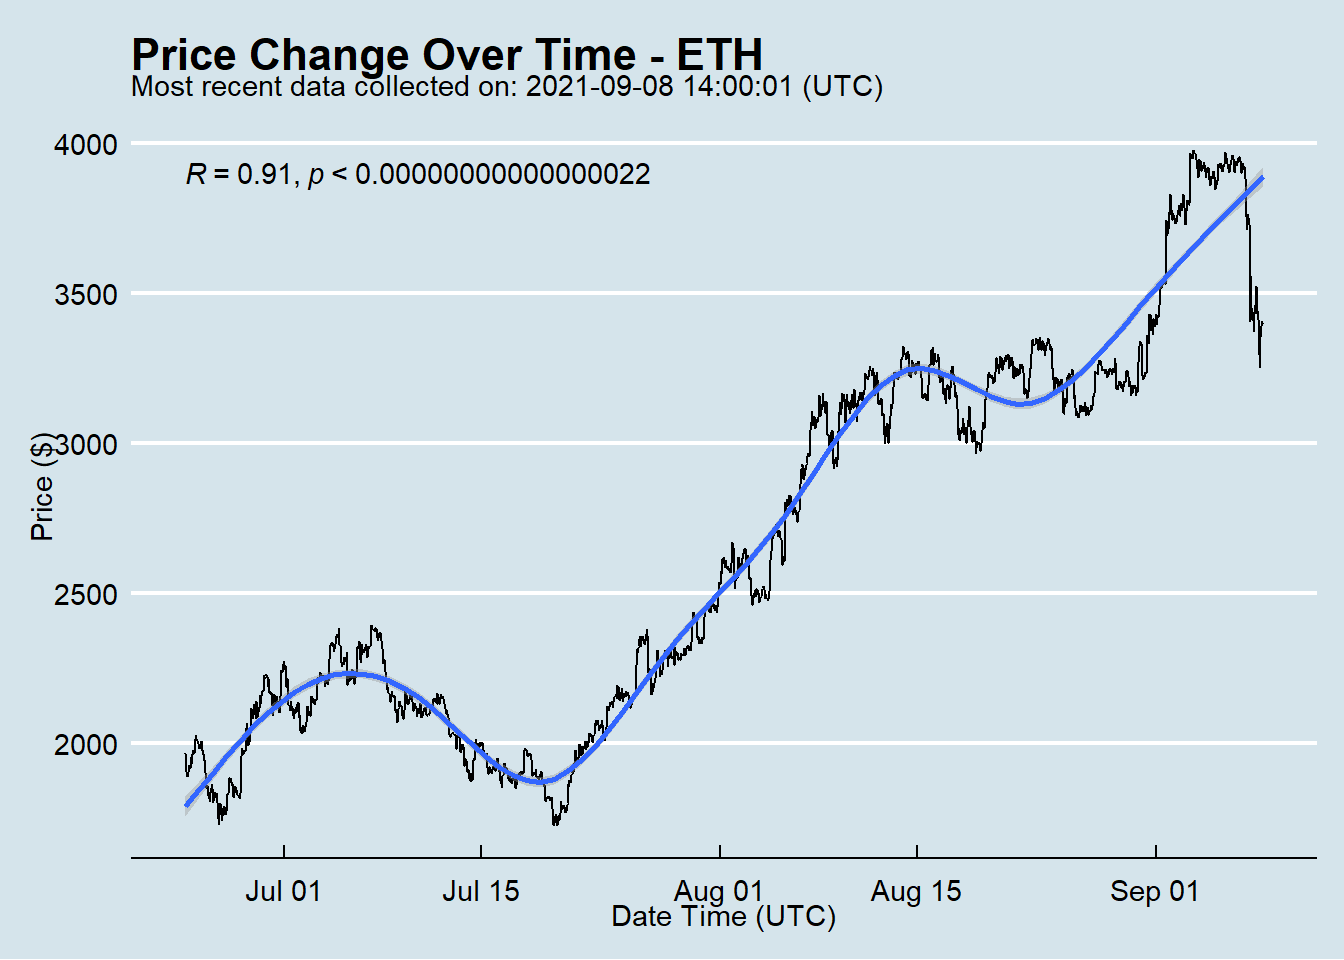 Price Change Over Time - ETH
Most recent data collected on: 2021-09-08 14:00:01 (UTC)
R = 0.91, p < 0.00000000000000022
4000
3500
3000
2500
2000
Price ($)
Jul 01
Jul 15
Aug 01
Aug 15
Sep 01
Date Time (UTC)